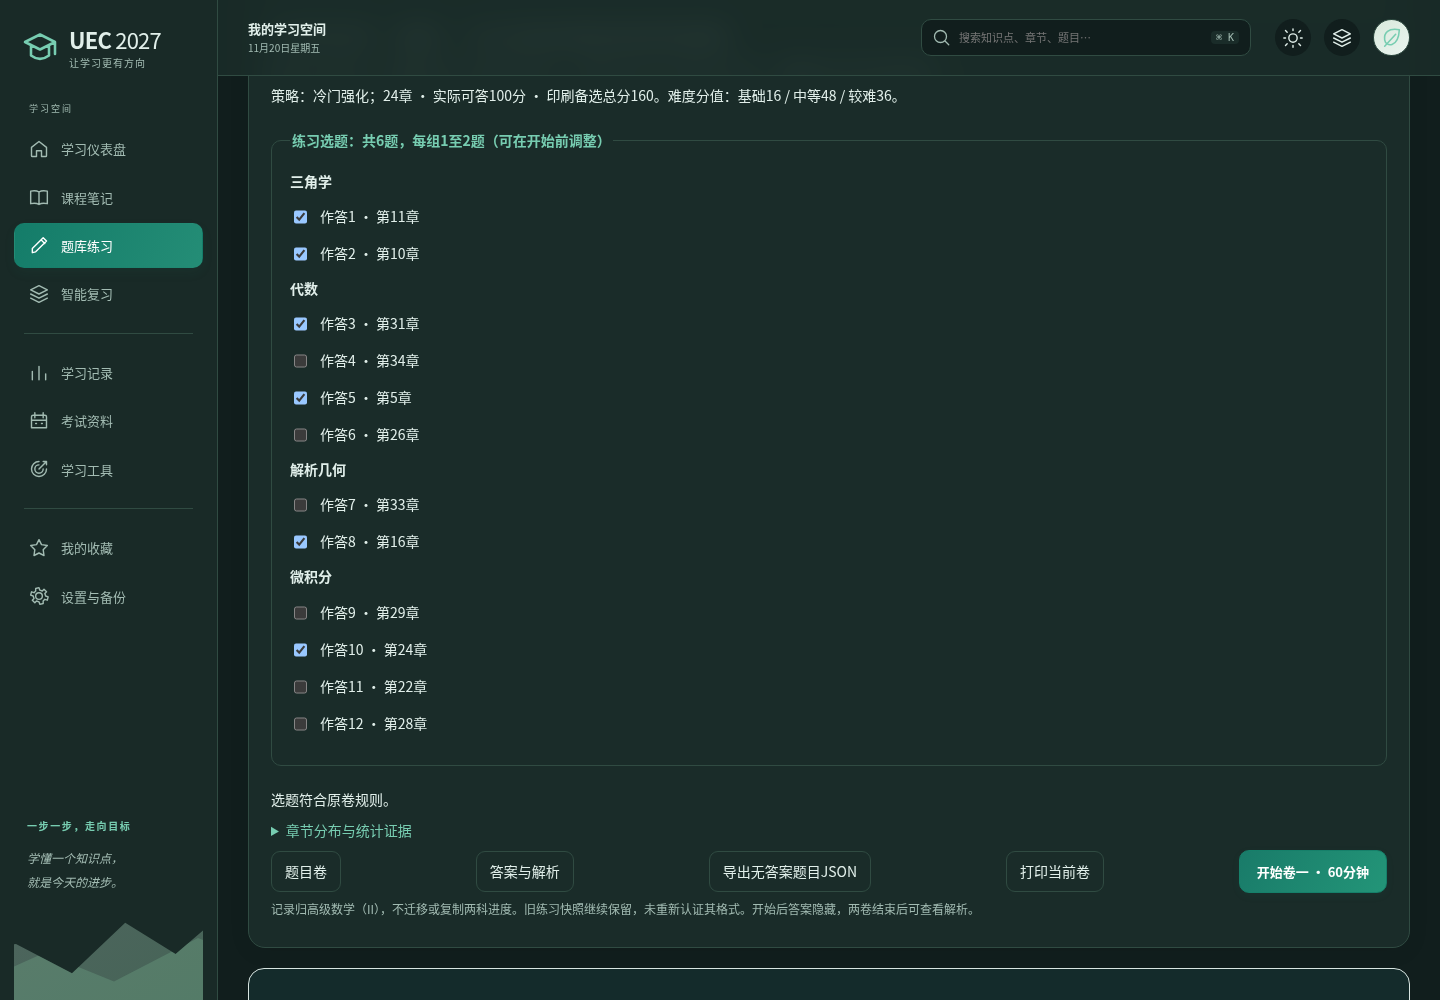 UEC 2027
让学习更有方向
学习空间
学习仪表盘
课程笔记
题库练习
智能复习
学习记录
考试资料
学习工具
我的收藏
设置与备份
一步一步，走向目标
学懂一个知识点，
就是今天的进步。
我的学习空间
11月20日星期五
搜索知识点、章节、题目…
⌘ K
策略：冷门强化；24章 · 实际可答100分 · 印刷备选总分160。难度分值：基础16 / 中等48 / 较难36。
练习选题：共6题，每组1至2题（可在开始前调整）
三角学
作答1 · 第11章
作答2 · 第10章
代数
作答3 · 第31章
作答4 · 第34章
作答5 · 第5章
作答6 · 第26章
解析几何
作答7 · 第33章
作答8 · 第16章
微积分
作答9 · 第29章
作答10 · 第24章
作答11 · 第22章
作答12 · 第28章
选题符合原卷规则。
章节分布与统计证据
题目卷
答案与解析
导出无答案题目JSON
打印当前卷
开始卷一 · 60分钟
记录归高级数学（II），不迁移或复制两科进度。旧练习快照继续保留，未重新认证其格式。开始后答案隐藏，两卷结束后可查看解析。